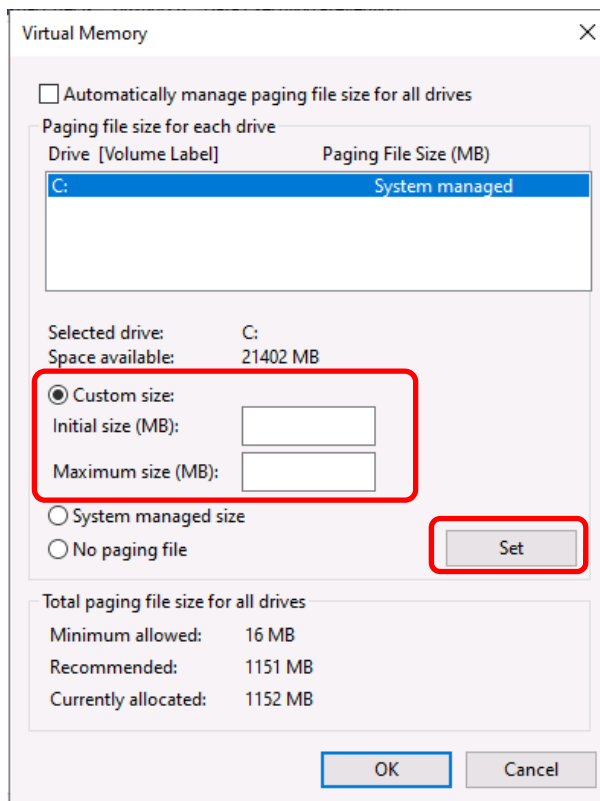 Virtual Memory
Automatically manage paging file size for all drives
Paging file size for each drive
Drive [Volume Label] Paging File Size (MB)
C: System managed
Selected drive: C:
Space available: 21402 MB
Custom size:
Initial size (MB):
Maximum size (MB):
System managed size
No paging file Set
Total paging file size for all drives
Minimum allowed: 16 MB
Recommended: 1151 MB
Currently allocated: 1152 MB
OK Cancel